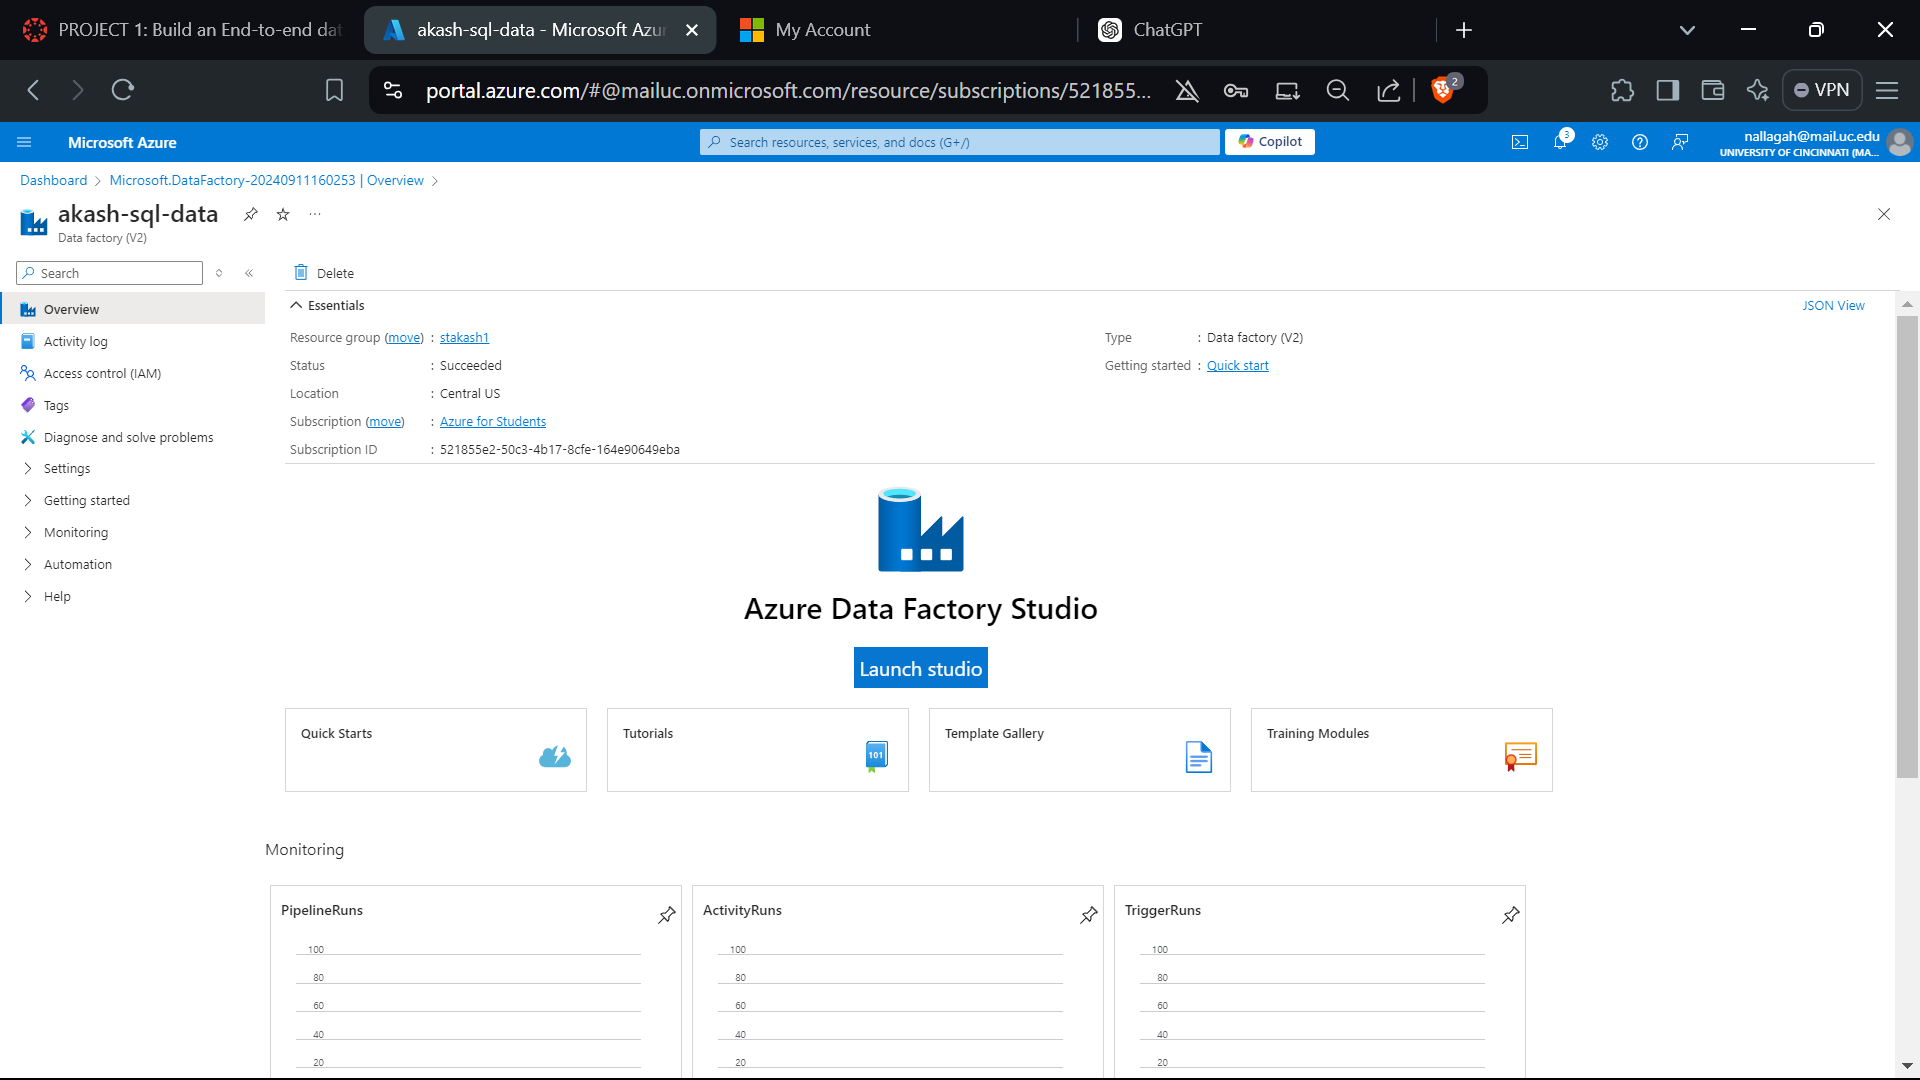 PROJECT 1: Build an End-to-end dat
akash-sql-data - Microsoft Azur
My Account
ChatGPT
portal.azure.com/#@mailuc.onmicrosoft.com/resource/subscriptions/521855...
2
VPN
Microsoft Azure
Search resources, services, and docs (G+/)
Copilot
3
nallagah@mail.uc.edu
UNIVERSITY OF CINCINNATI (MA...
Dashboard > Microsoft.DataFactory-20240911160253 | Overview >
akash-sql-data
Data factory (V2)
Search
Delete
Overview
Activity log
Access control (IAM)
Tags
Diagnose and solve problems
Settings
Getting started
Monitoring
Automation
Help
Essentials
JSON View
Resource group (move) : stakash1
Status : Succeeded
Location : Central US
Subscription (move) : Azure for Students
Subscription ID : 521855e2-50c3-4b17-8cfe-164e90649eba
Type : Data factory (V2)
Getting started : Quick start
Azure Data Factory Studio
Launch studio
Quick Starts
Tutorials
101
Template Gallery
Training Modules
Monitoring
PipelineRuns
100
80
60
40
20
ActivityRuns
100
80
60
40
20
TriggerRuns
100
80
60
40
20